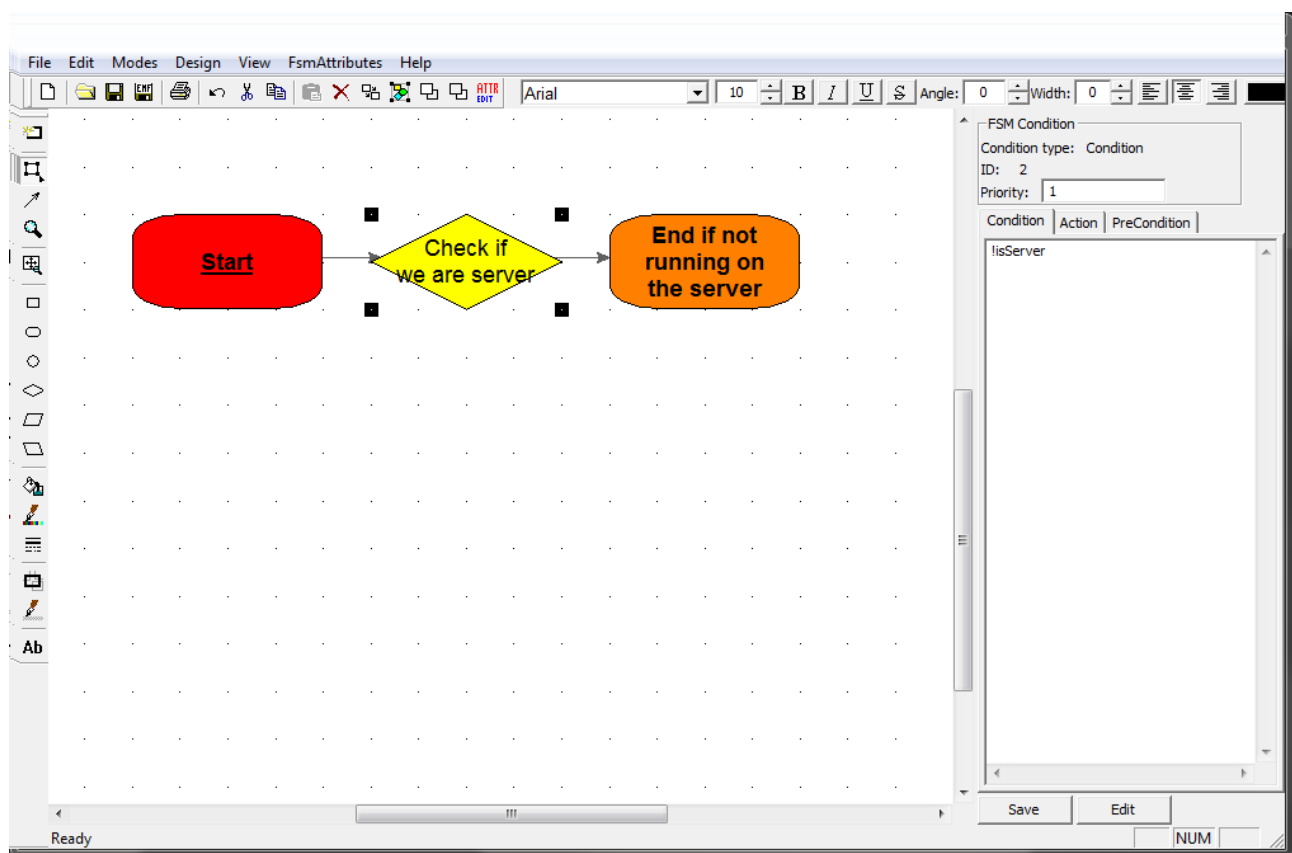 File Edit Modes Design View FsmAttributes Help
EMF ATTR EDIT Arial 10 B I U S Angle: 0 Width: 0
FSM Condition
Condition type: Condition
ID: 2
Priority: 1
Condition Action PreCondition
!isServer
Start
Check if
we are server
End if not
running on
the server
Ab
Save Edit
Ready NUM